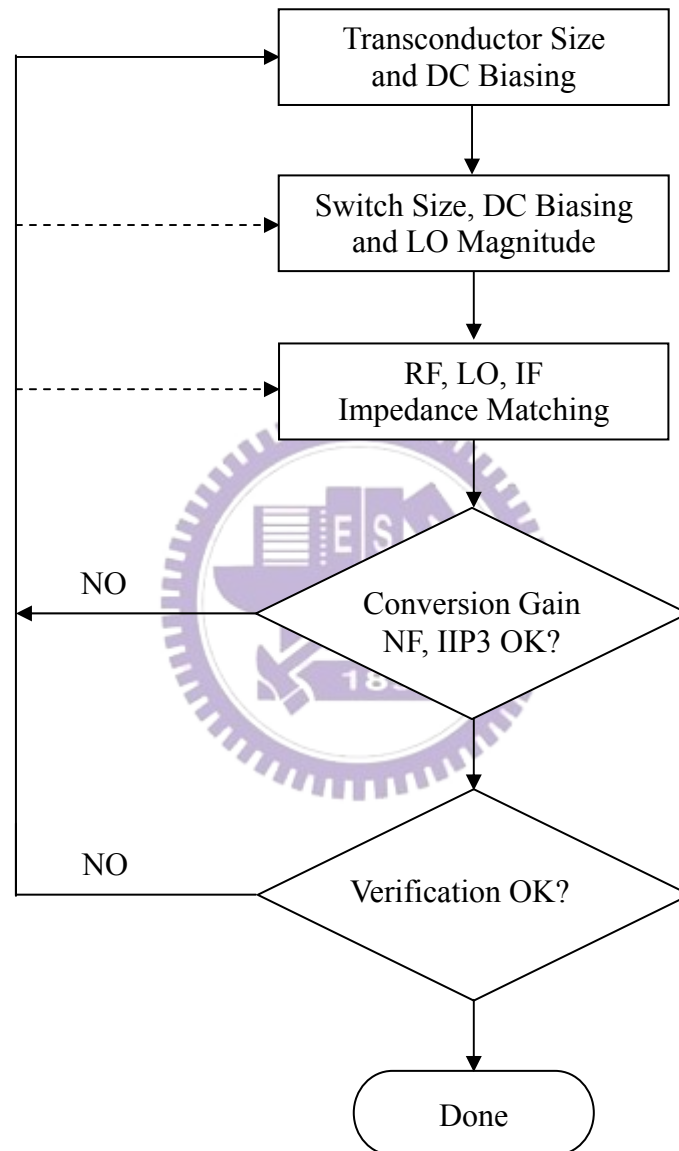 Transconductor Size
and DC Biasing
Switch Size, DC Biasing
and LO Magnitude
RF, LO, IF
Impedance Matching
NO
Conversion Gain
NF, IIP3 OK?
NO
Verification OK?
Done
E S